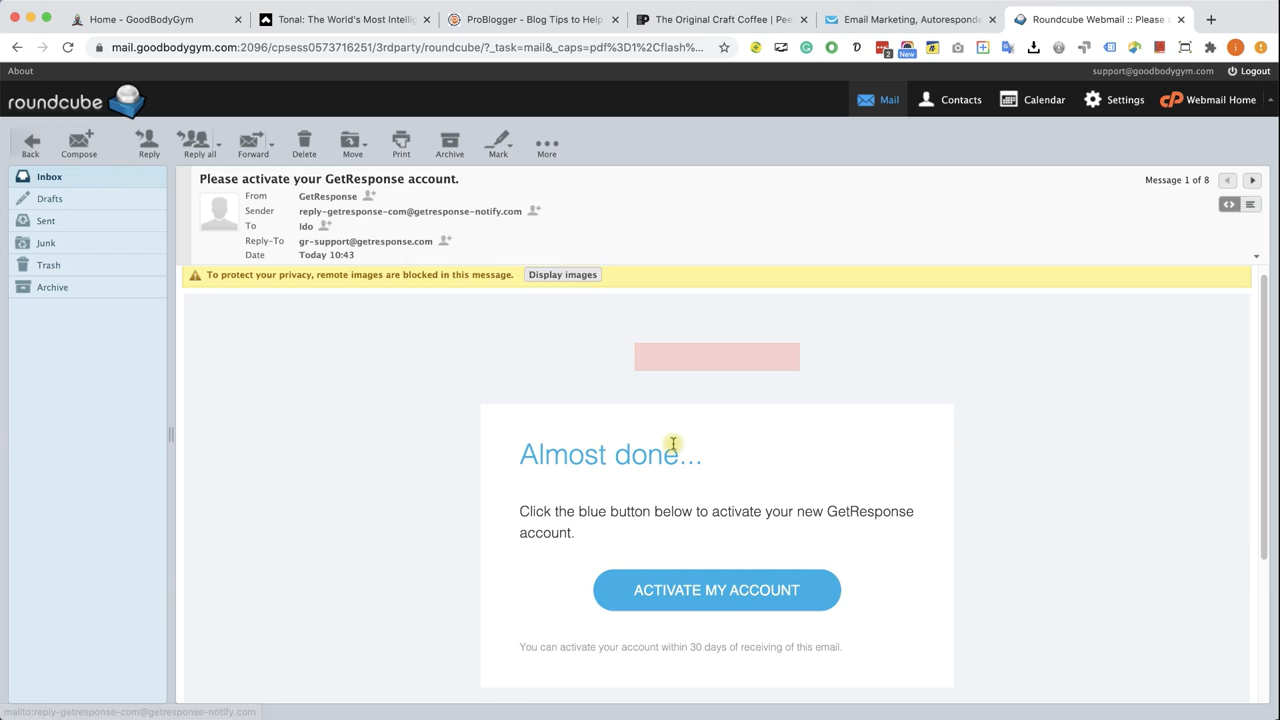 Home - GoodBodyGym
Tonal: The World's Most Intellig
ProBlogger - Blog Tips to Help
The Original Craft Coffee | Pee
Email Marketing, Autoresponde
Roundcube Webmail :: Please
mail.goodbodygym.com:2096/cpsess0573716251/3rdparty/roundcube/?_task=mail&_caps=pdf%3D1%2Cflash%...
2
New
About
support@goodbodygym.com
Logout
roundcube
Mail
Contacts
Calendar
Settings
cP Webmail Home
Back
Compose
Reply
Reply all
Forward
Delete
Move
Print
Archive
Mark
More
Inbox
Drafts
Sent
Junk
Trash
Archive
Please activate your GetResponse account.
Message 1 of 8
From GetResponse
Sender reply-getresponse-com@getresponse-notify.com
To Ido
Reply-To gr-support@getresponse.com
Date Today 10:43
To protect your privacy, remote images are blocked in this message.
Display images
Almost done...
Click the blue button below to activate your new GetResponse
account.
ACTIVATE MY ACCOUNT
You can activate your account within 30 days of receiving of this email.
mailto:reply-getresponse-com@getresponse-notify.com